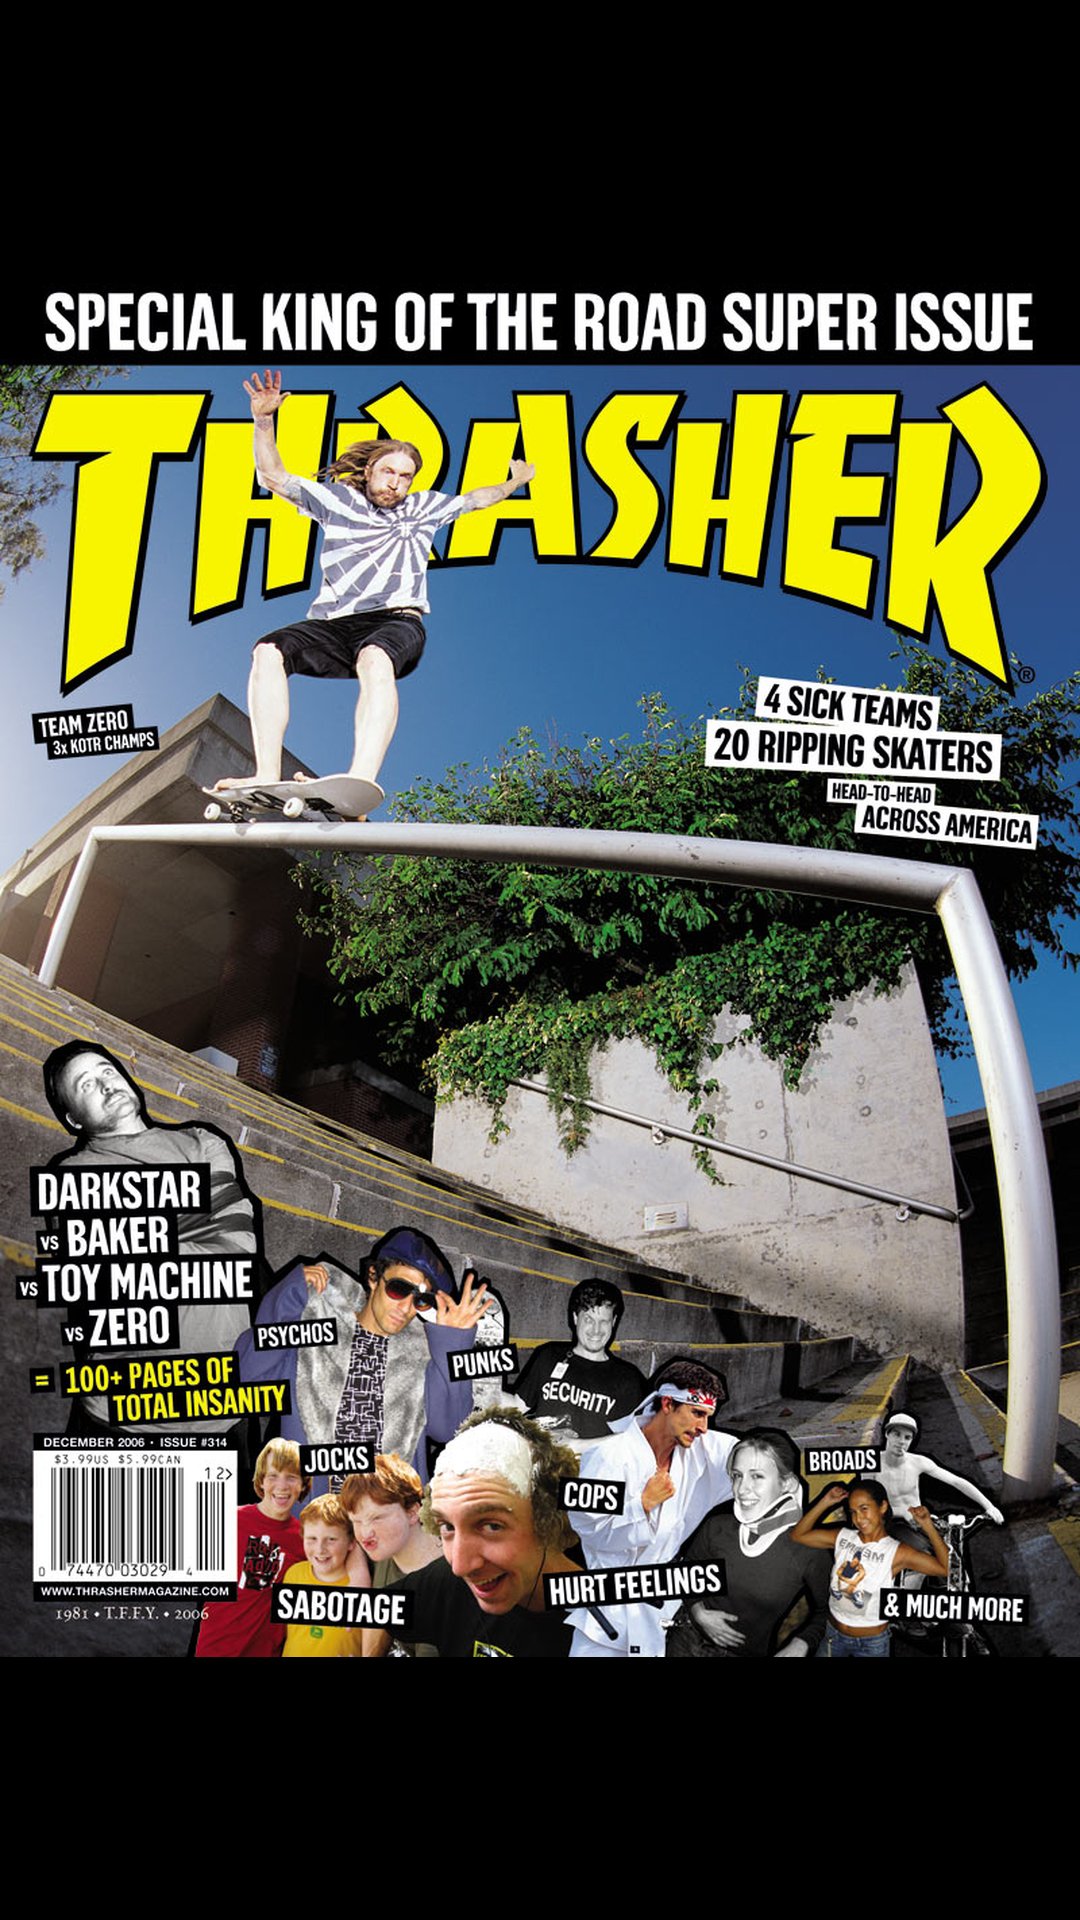 SPECIAL KING OF THE ROAD SUPER ISSUE
THRASHER
®
TEAM ZERO
3x KOTR CHAMPS
4 SICK TEAMS
20 RIPPING SKATERS
HEAD-TO-HEAD
ACROSS AMERICA
DARKSTAR
vs BAKER
vs TOY MACHINE
vs ZERO
= 100+ PAGES OF
TOTAL INSANITY
PSYCHOS
PUNKS
SECURITY
JOCKS
COPS
BROADS
EMINEM
SABOTAGE
HURT FEELINGS
& MUCH MORE
DECEMBER 2006 · ISSUE #314
$3.99US $5.99CAN
12>
0 74470 03029 4
WWW.THRASHERMAGAZINE.COM
1981 • T.F.F.Y. • 2006